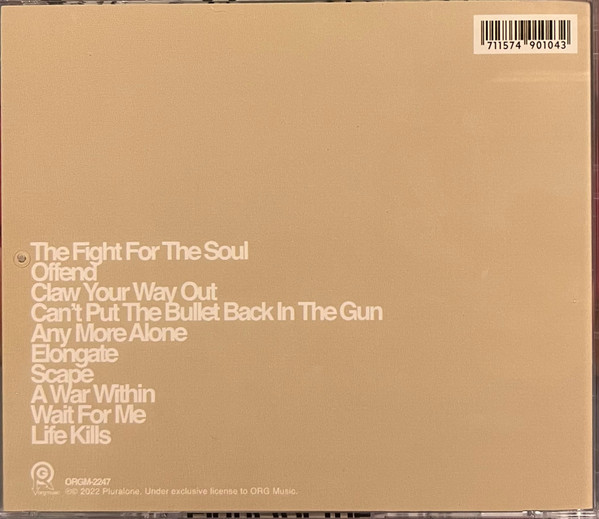 711574 901043
The Fight For The Soul
Offend
Claw Your Way Out
Can't Put The Bullet Back In The Gun
Any More Alone
Elongate
Scape
A War Within
Wait For Me
Life Kills
ORGM-2247
℗© 2022 Pluralone. Under exclusive license to ORG Music.